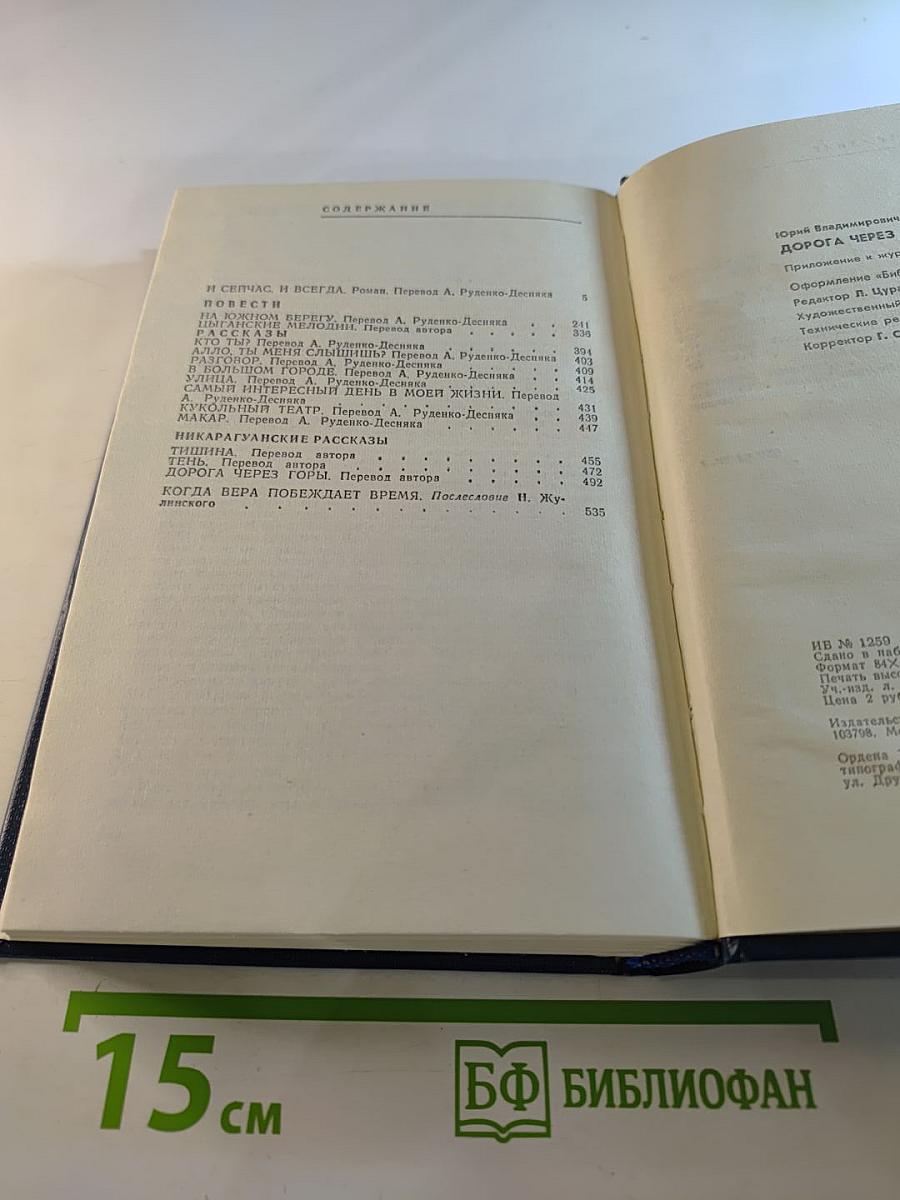 СОДЕРЖАНИЕ
И СЕЙЧАС, И ВСЕГДА. Роман. Перевод А. Руденко-Десняка 5
ПОВЕСТИ
НА ЮЖНОМ БЕРЕГУ. Перевод А. Руденко-Десняка . . 241
ЦЫГАНСКИЕ МЕЛОДИИ. Перевод автора . . . . . 336
РАССКАЗЫ
КТО ТЫ? Перевод А. Руденко-Десняка . . . . . 394
АЛЛО, ТЫ МЕНЯ СЛЫШИШЬ? Перевод А. Руденко-Десняка 403
РАЗГОВОР. Перевод А. Руденко-Десняка . . . . . 409
В БОЛЬШОМ ГОРОДЕ. Перевод А. Руденко-Десняка . . 414
УЛИЦА. Перевод А. Руденко-Десняка . . . . . . 425
САМЫЙ ИНТЕРЕСНЫЙ ДЕНЬ В МОЕЙ ЖИЗНИ. Перевод
А. Руденко-Десняка . . . . . . . . . . 431
КУКОЛЬНЫЙ ТЕАТР. Перевод А. Руденко-Десняка . . . 439
МАКАР. Перевод А. Руденко-Десняка . . . . . . 447
НИКАРАГУАНСКИЕ РАССКАЗЫ
ТИШИНА. Перевод автора . . . . . . . . 455
ТЕНЬ. Перевод автора . . . . . . . . . 472
ДОРОГА ЧЕРЕЗ ГОРЫ. Перевод автора . . . . . 492
КОГДА ВЕРА ПОБЕЖДАЕТ ВРЕМЯ. Послесловие Н. Жу-
линского . . . . . . . . . . . . 535
Юрий Владимирович
ДОРОГА ЧЕРЕЗ
Приложение к жур
Оформление «Биб
Редактор Л. Цура
Художественный
Технические ре
Корректор Г. С
ИБ № 1259
Сдано в наб
Формат 84X
Печать высо
Уч.-изд. л.
Цена 2 руб
Издательс
103798, Мо
Ордена
типограф
ул. Дру
15 см
БФ БИБЛИОФАН